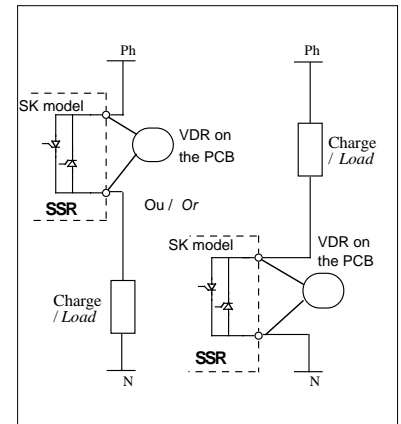 Ph
SK model
VDR on
the PCB
SSR
Ou / Or
Charge
/ Load
N
Ph
Charge
/ Load
SK model
VDR on
the PCB
SSR
N